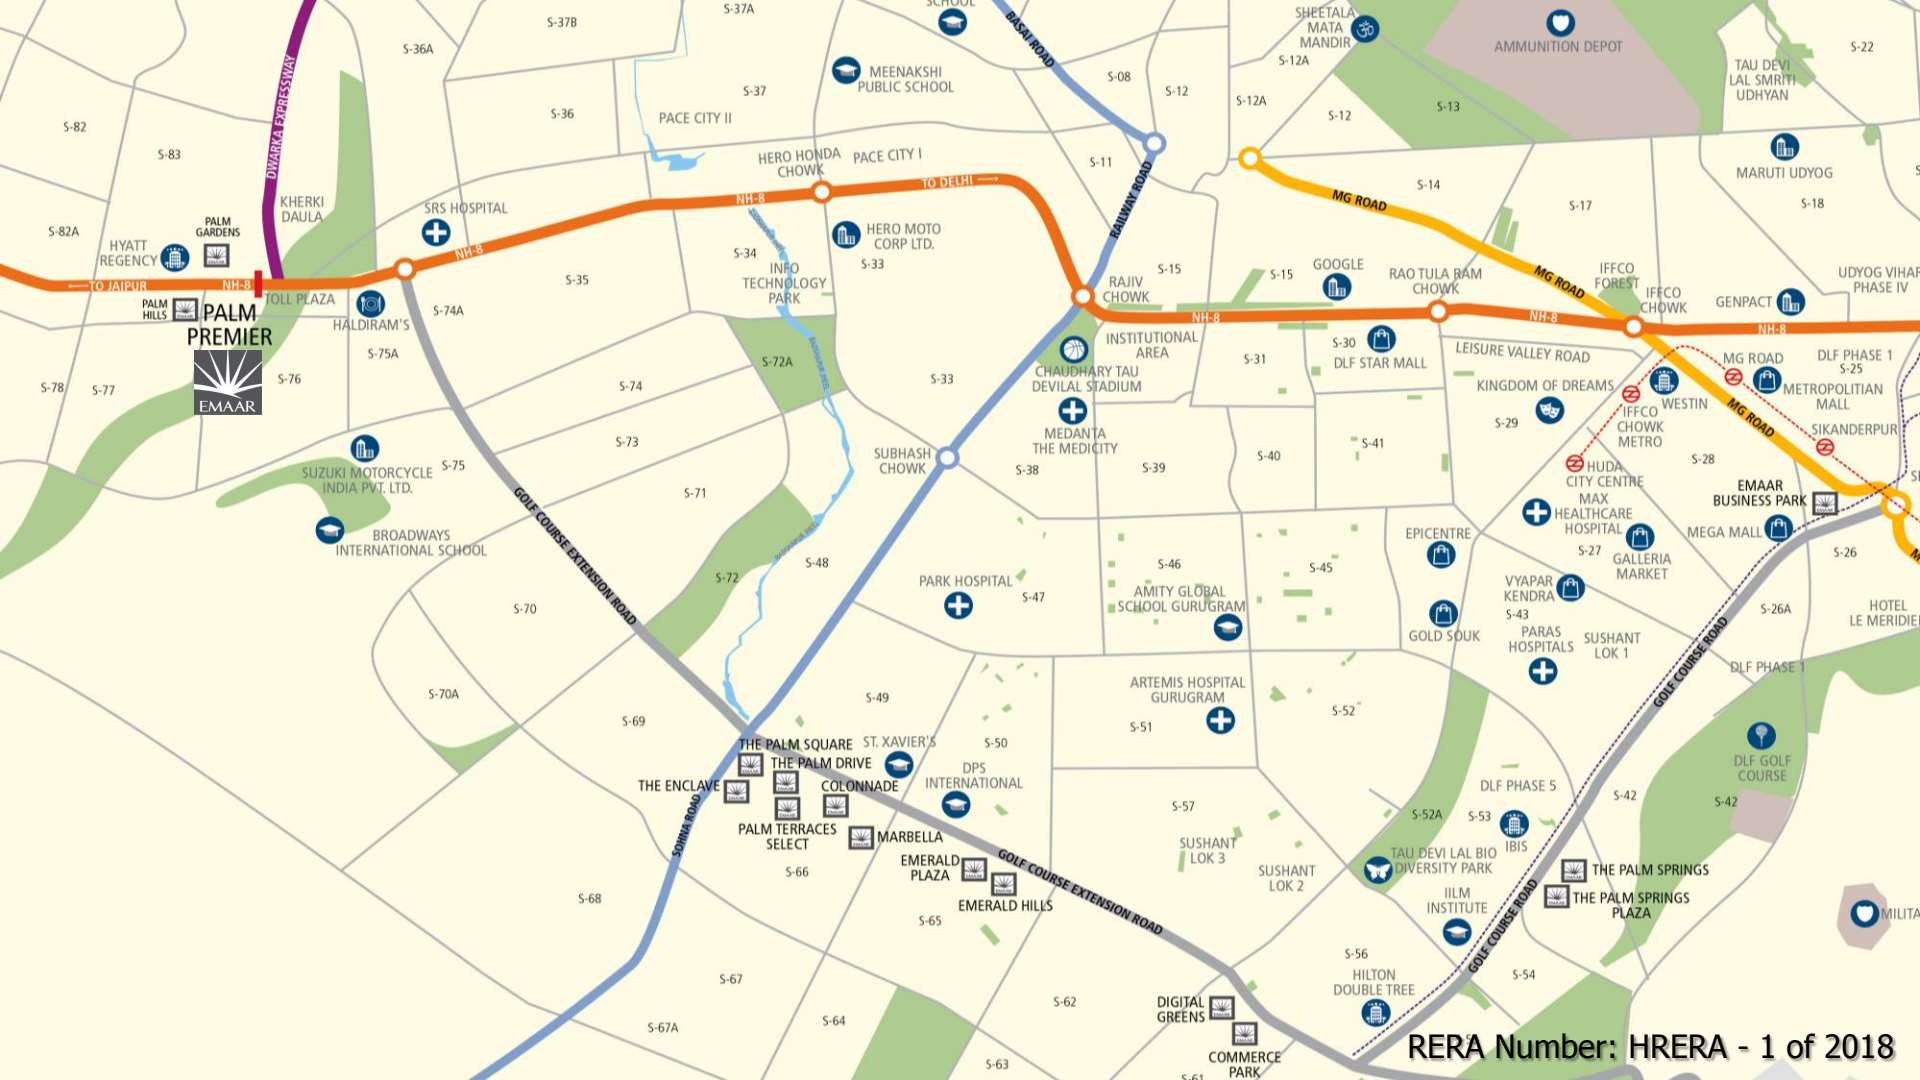 SCHOOL
S-37B
S-37A
S-36A
BASAI ROAD
SHEETALA
MATA
MANDIR
AMMUNITION DEPOT
S-22
S-12A
TAU DEVI
LAL SMRITI
UDHYAN
MEENAKSHI
PUBLIC SCHOOL
S-08
S-12
S-12A
S-12
S-13
S-37
S-36
PACE CITY II
S-82
S-83
DWARKA EXPRESSWAY
HERO HONDA
CHOWK
PACE CITY I
S-11
MARUTI UDYOG
S-14
S-17
S-18
KHERKI
DAULA
SRS HOSPITAL
NH-8
TO DELHI
RAILWAY ROAD
MG ROAD
S-82A
HYATT
REGENCY
PALM
GARDENS
NH-8
HERO MOTO
CORP LTD.
S-33
S-34
INFO
TECHNOLOGY
PARK
S-35
S-15
S-15
GOOGLE
RAO TULA RAM
CHOWK
MG ROAD
IFFCO
FOREST
IFFCO
CHOWK
GENPACT
UDYOG VIHAR
PHASE IV
TO JAIPUR
NH-8
TOLL PLAZA
PALM
HILLS
PALM
PREMIER
EMAAR
HALDIRAM'S
S-74A
S-75A
RAJIV
CHOWK
NH-8
NH-8
NH-8
INSTITUTIONAL
AREA
S-30
DLF STAR MALL
LEISURE VALLEY ROAD
MG ROAD
DLF PHASE 1
S-25
S-78
S-77
S-76
S-74
S-72A
BADSHAPUR JHEEL
S-33
CHAUDHARY TAU
DEVILAL STADIUM
S-31
KINGDOM OF DREAMS
WESTIN
METROPOLITIAN
MALL
S-29
IFFCO
CHOWK
METRO
MG ROAD
SIKANDERPUR
MEDANTA
THE MEDICITY
S-73
SUBHASH
CHOWK
S-38
S-39
S-40
S-41
S-28
HUDA
CITY CENTRE
SUZUKI MOTORCYCLE
INDIA PVT. LTD.
S-75
S-71
EMAAR
BUSINESS PARK
MAX
HEALTHCARE
HOSPITAL
MEGA MALL
BROADWAYS
INTERNATIONAL SCHOOL
GOLF COURSE EXTENSION ROAD
S-48
EPICENTRE
S-27
GALLERIA
MARKET
S-26
S-72
PARK HOSPITAL
S-47
S-46
AMITY GLOBAL
SCHOOL GURUGRAM
S-45
VYAPAR
KENDRA
S-43
S-26A
HOTEL
S-70
GOLD SOUK
PARAS
HOSPITALS
SUSHANT
LOK 1
GOLF COURSE ROAD
DLF PHASE 1
S-70A
S-69
S-49
ARTEMIS HOSPITAL
GURUGRAM
S-51
S-52
THE PALM SQUARE
ST. XAVIER'S
S-50
THE PALM DRIVE
DPS
INTERNATIONAL
THE ENCLAVE
COLONNADE
DLF PHASE 5
DLF GOLF
COURSE
S-42
S-42
SOHNA ROAD
PALM TERRACES
SELECT
MARBELLA
S-57
S-52A
S-53
IBIS
SUSHANT
LOK 3
EMERALD
PLAZA
S-66
GOLF COURSE EXTENSION ROAD
SUSHANT
LOK 2
TAU DEVI LAL BIO
DIVERSITY PARK
THE PALM SPRINGS
S-68
EMERALD HILLS
S-65
IILM
INSTITUTE
THE PALM SPRINGS
PLAZA
GOLF COURSE ROAD
S-56
S-67
HILTON
DOUBLE TREE
S-54
S-62
DIGITAL
GREENS
S-67A
S-64
COMMERCE
PARK
S-63
S-61
RERA Number: HRERA - 1 of 2018